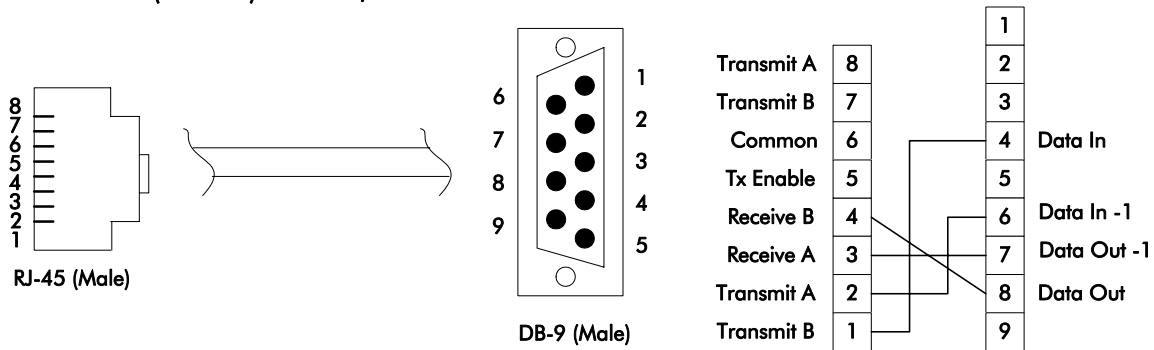 8
7
6
5
4
3
2
1
RJ-45 (Male)
6
7
8
9
1
2
3
4
5
DB-9 (Male)
Transmit A 8
Transmit B 7
Common 6
Tx Enable 5
Receive B 4
Receive A 3
Transmit A 2
Transmit B 1
1
2
3
4 Data In
5
6 Data In -1
7 Data Out -1
8 Data Out
9